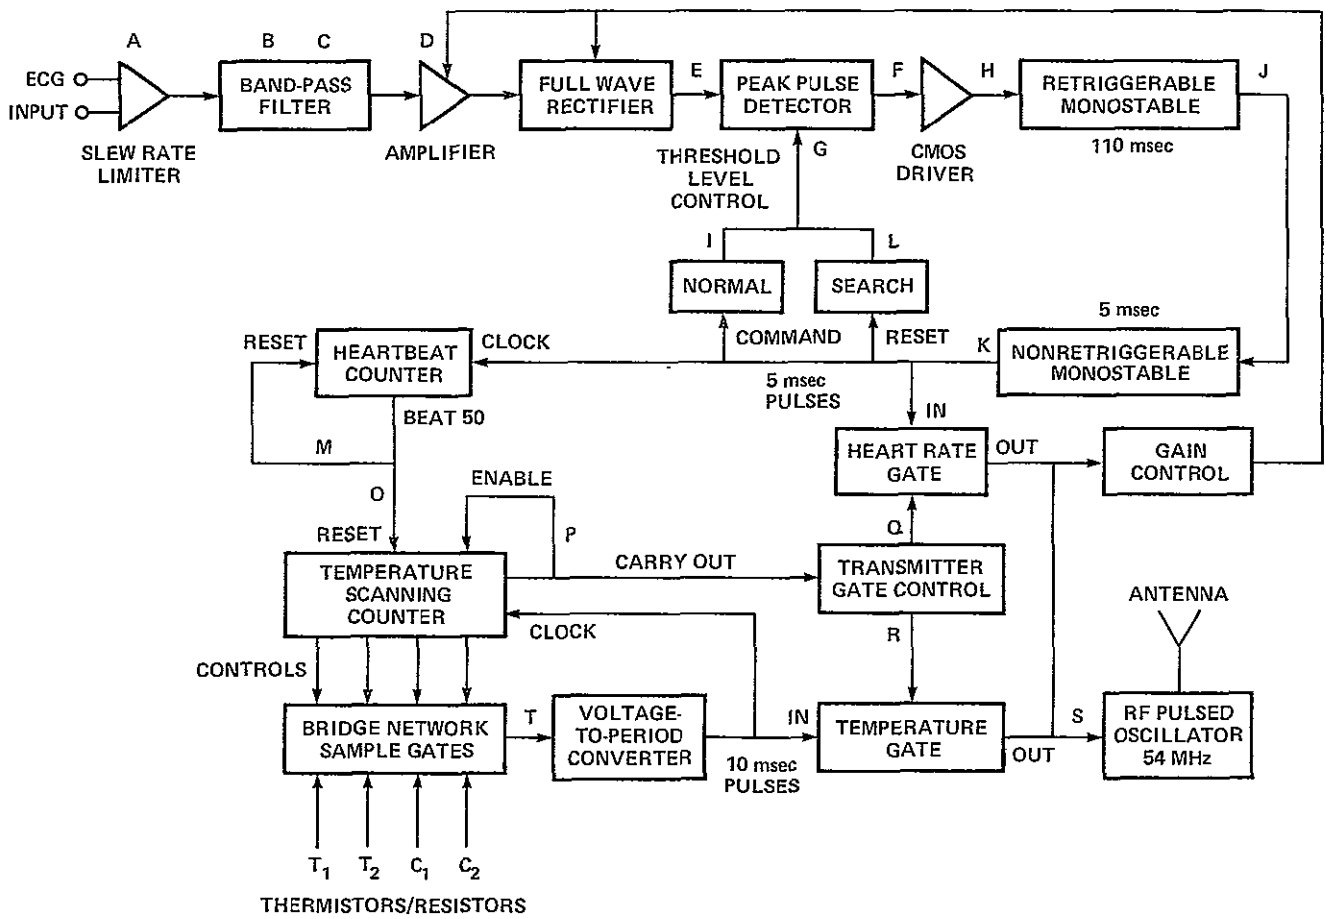 A
B
C
D
ECG
INPUT
BAND-PASS
FILTER
FULL WAVE
RECTIFIER
E
PEAK PULSE
DETECTOR
F
H
RETRIGGERABLE
MONOSTABLE
J
SLEW RATE
LIMITER
AMPLIFIER
THRESHOLD
LEVEL
CONTROL
G
CMOS
DRIVER
110 msec
I
L
NORMAL
SEARCH
5 msec
RESET
HEARTBEAT
COUNTER
CLOCK
COMMAND
RESET
K
NONRETRIGGERABLE
MONOSTABLE
5 msec
PULSES
BEAT 50
IN
M
HEART RATE
GATE
OUT
GAIN
CONTROL
O
ENABLE
RESET
P
Q
TEMPERATURE
SCANNING
COUNTER
CARRY OUT
TRANSMITTER
GATE CONTROL
ANTENNA
CLOCK
R
CONTROLS
BRIDGE NETWORK
SAMPLE GATES
T
VOLTAGE-
TO-PERIOD
CONVERTER
IN
10 msec
PULSES
TEMPERATURE
GATE
OUT
S
RF PULSED
OSCILLATOR
54 MHz
T1
T2
C1
C2
THERMISTORS/RESISTORS